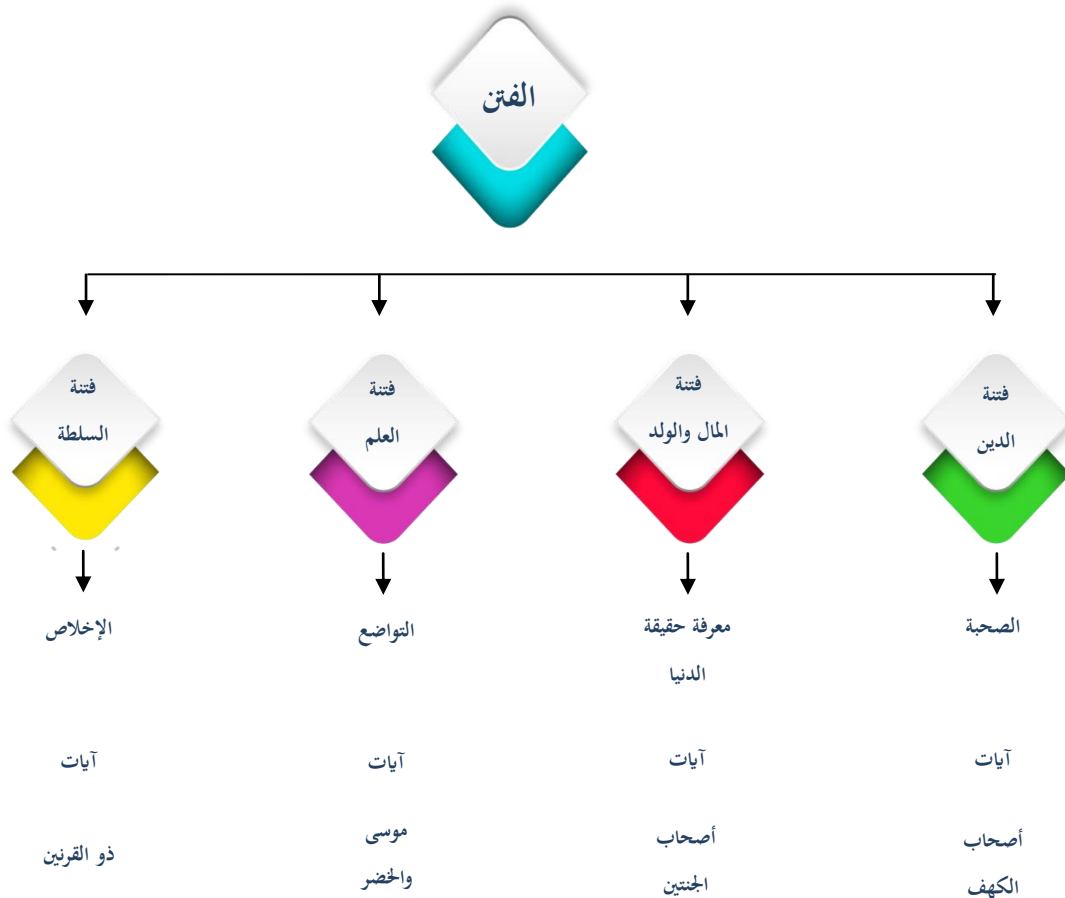 الفتن
فتنة
الدين
فتنة
المال والولد
فتنة
العلم
فتنة
السلطة
الصحبة
معرفة حقيقة
الدنيا
التواضع
الإخلاص
آيات
آيات
آيات
آيات
أصحاب
الكهف
أصحاب
الجنتين
موسى
والخضر
ذو القرنين